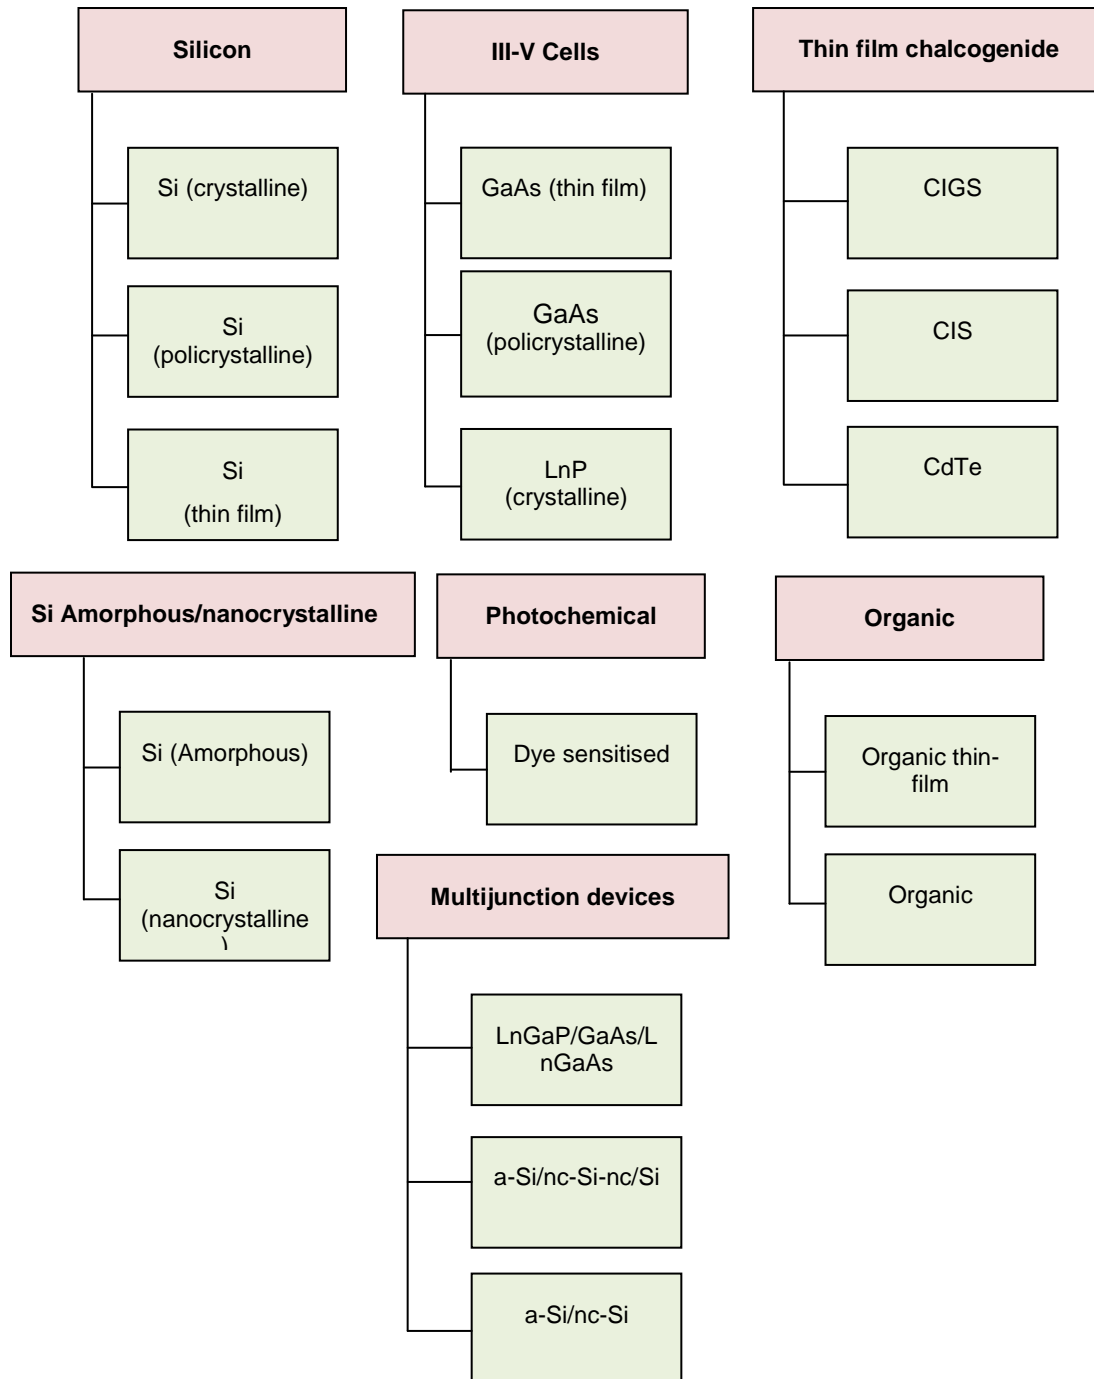 Silicon
Si (crystalline)
Si
(policrystalline)
Si
(thin film)
III-V Cells
GaAs (thin film)
GaAs
(policrystalline)
LnP
(crystalline)
Thin film chalcogenide
CIGS
CIS
CdTe
Si Amorphous/nanocrystalline
Si (Amorphous)
Si
(nanocrystalline
)
Photochemical
Dye sensitised
Organic
Organic thin-
film
Organic
Multijunction devices
LnGaP/GaAs/L
nGaAs
a-Si/nc-Si-nc/Si
a-Si/nc-Si